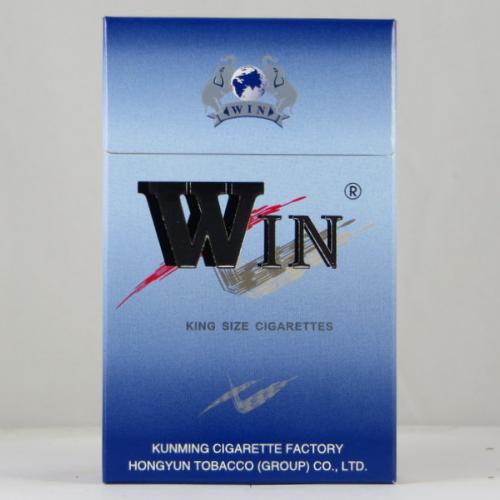 WIN
WIN ®
KING SIZE CIGARETTES
KUNMING CIGARETTE FACTORY
HONGYUN TOBACCO (GROUP) CO., LTD.